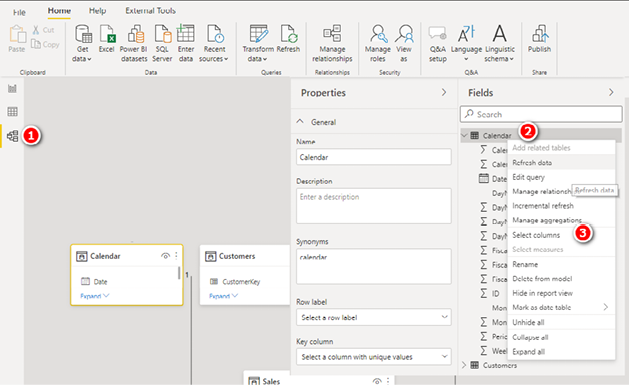 File Home Help External Tools
Cut
Copy
Paste
Get data
Excel
Power BI datasets
SQL Server
Enter data
Recent sources
Transform data
Refresh
Manage relationships
Manage roles
View as
Q&A setup
Language
Linguistic schema
Publish
Clipboard Data Queries Relationships Security Q&A Share
1
Properties
General
Name
Calendar
Description
Enter a description
Synonyms
calendar
Row label
Select a row label
Key column
Select a column with unique values
Calendar
Date
Expand
1
Customers
CustomerKey
Expand
Sales
Fields
Search
Calendar
2
Cale
Cale
Date
DayN
DayN
DayN
DayN
Fisca
Fisca
Fisca
ID
Mon
Mon
Perio
Week
Customers
Add related tables
Refresh data
Edit query
Manage relationsh
Refresh data
Incremental refresh
Manage aggregations
Select columns
3
Select measures
Rename
Delete from model
Hide in report view
Mark as date table
Unhide all
Collapse all
Expand all